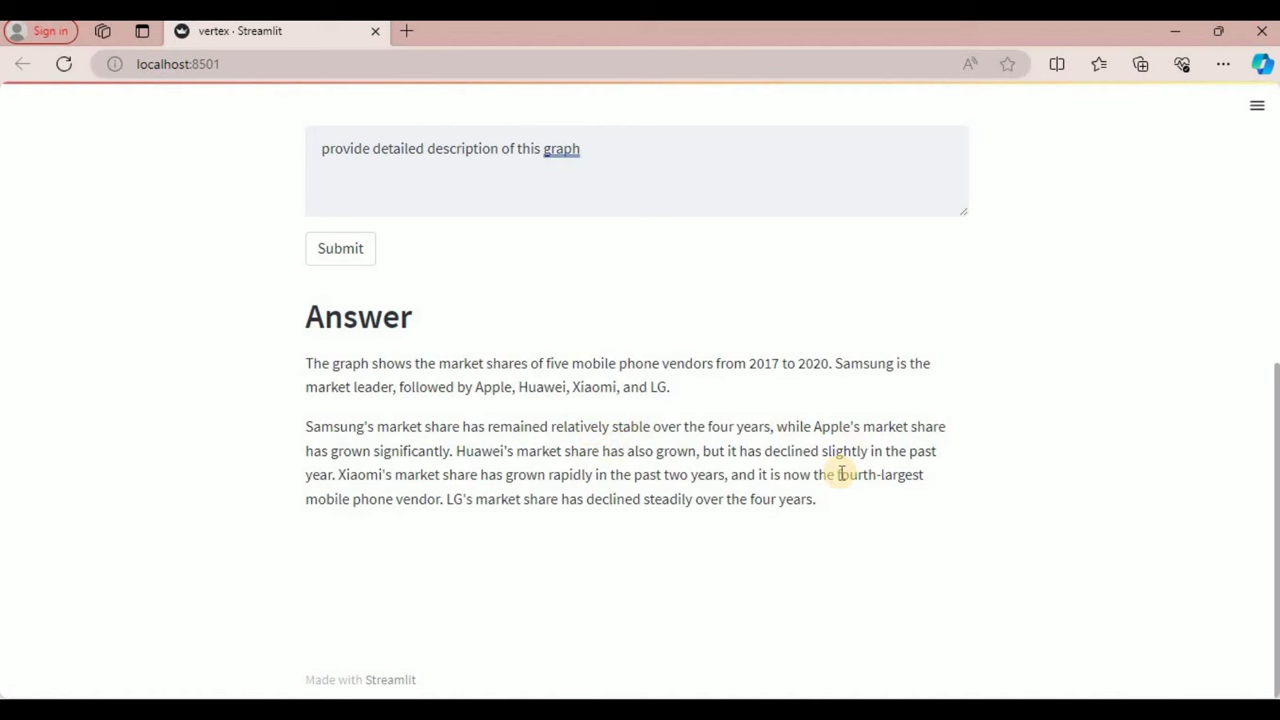 Sign in
vertex · Streamlit
localhost:8501
provide detailed description of this graph
Submit
Answer
The graph shows the market shares of five mobile phone vendors from 2017 to 2020. Samsung is the
market leader, followed by Apple, Huawei, Xiaomi, and LG.
Samsung's market share has remained relatively stable over the four years, while Apple's market share
has grown significantly. Huawei's market share has also grown, but it has declined slightly in the past
year. Xiaomi's market share has grown rapidly in the past two years, and it is now the fourth-largest
mobile phone vendor. LG's market share has declined steadily over the four years.
Made with Streamlit